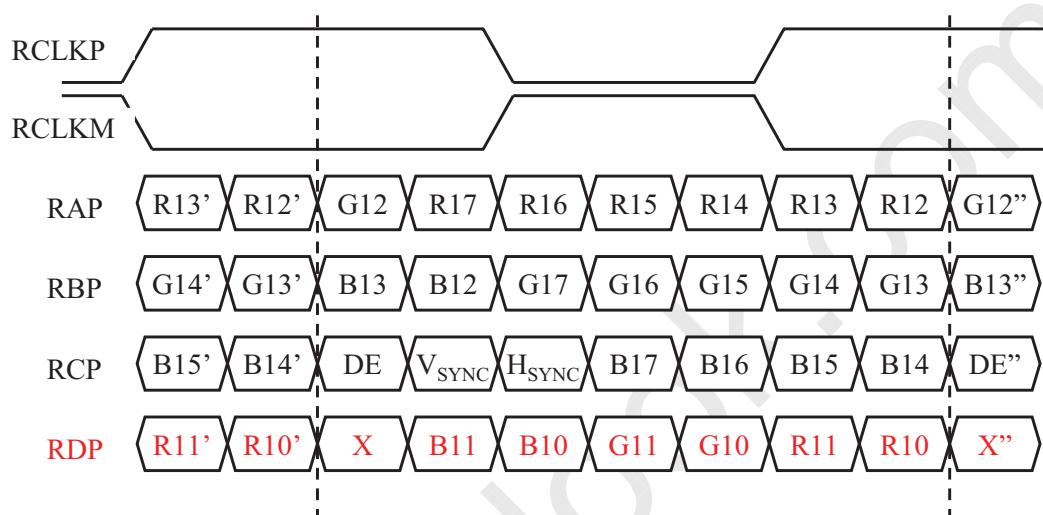 RCLKP
RCLKM
RAP R13’ R12’ G12 R17 R16 R15 R14 R13 R12 G12”
RBP G14’ G13’ B13 B12 G17 G16 G15 G14 G13 B13”
RCP B15’ B14’ DE VSYNC HSYNC B17 B16 B15 B14 DE”
RDP R11’ R10’ X B11 B10 G11 G10 R11 R10 X”